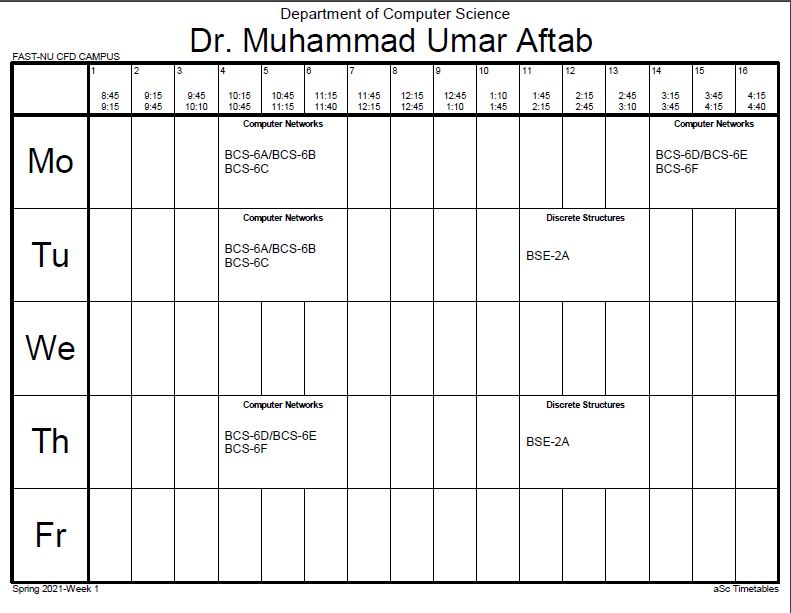 Department of Computer Science
Dr. Muhammad Umar Aftab
FAST-NU CFD CAMPUS
1 2 3 4 5 6 7 8 9 10 11 12 13 14 15 16
8:45 9:15 9:45 10:15 10:45 11:15 11:45 12:15 12:45 1:10 1:45 2:15 2:45 3:15 3:45 4:15
9:15 9:45 10:10 10:45 11:15 11:40 12:15 12:45 1:10 1:45 2:15 2:45 3:10 3:45 4:15 4:40
Computer Networks Computer Networks
Mo
BCS-6A/BCS-6B BCS-6D/BCS-6E
BCS-6C BCS-6F
Computer Networks Discrete Structures
Tu
BCS-6A/BCS-6B BSE-2A
BCS-6C
We
Computer Networks Discrete Structures
Th
BCS-6D/BCS-6E BSE-2A
BCS-6F
Fr
Spring 2021-Week 1 aSc Timetables